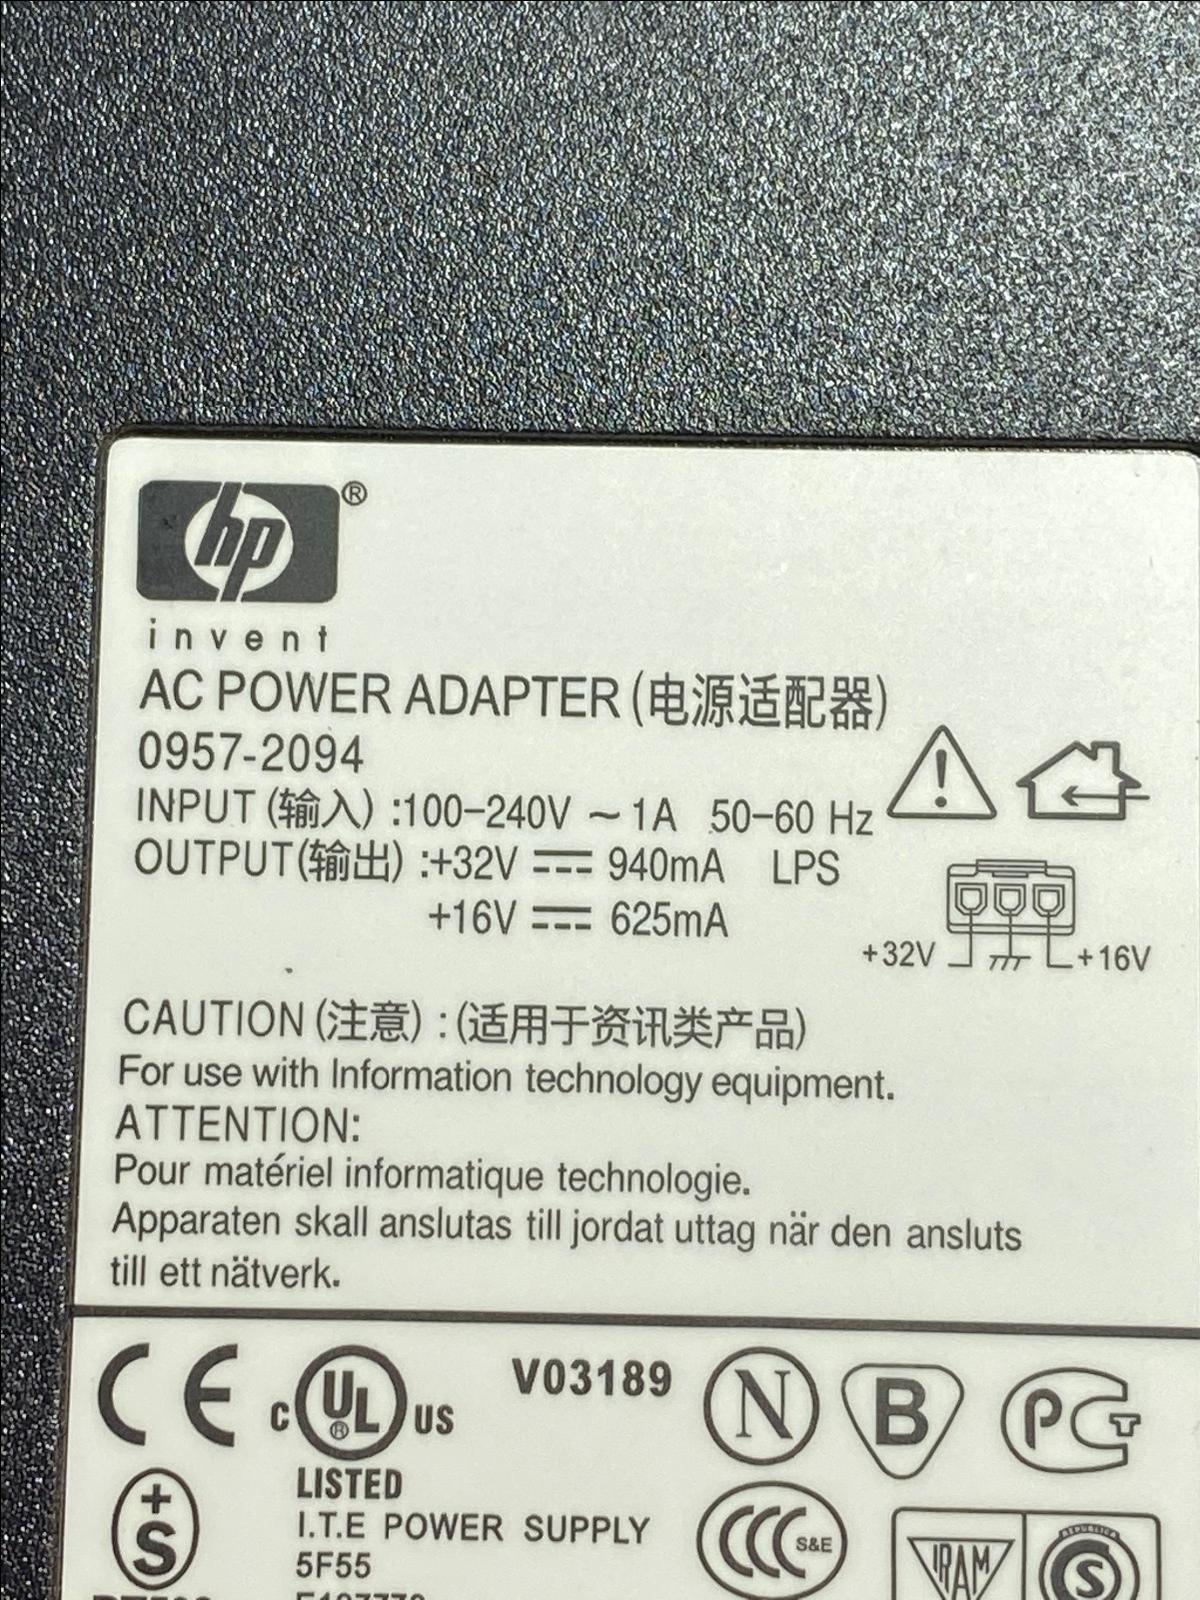 hp®
invent
AC POWER ADAPTER (电源适配器)
0957-2094
INPUT (输入) :100-240V ~ 1A 50-60 Hz
OUTPUT(输出) :+32V ⎓ 940mA LPS
+16V ⎓ 625mA
+32V +16V
CAUTION (注意) : (适用于资讯类产品)
For use with Information technology equipment.
ATTENTION:
Pour matériel informatique technologie.
Apparaten skall anslutas till jordat uttag när den ansluts
till ett nätverk.
CE c UL ® US V03189 N B PCT
LISTED
I.T.E POWER SUPPLY
5F55
+S
CCC S&E
IRAM
REPUBLICA
S